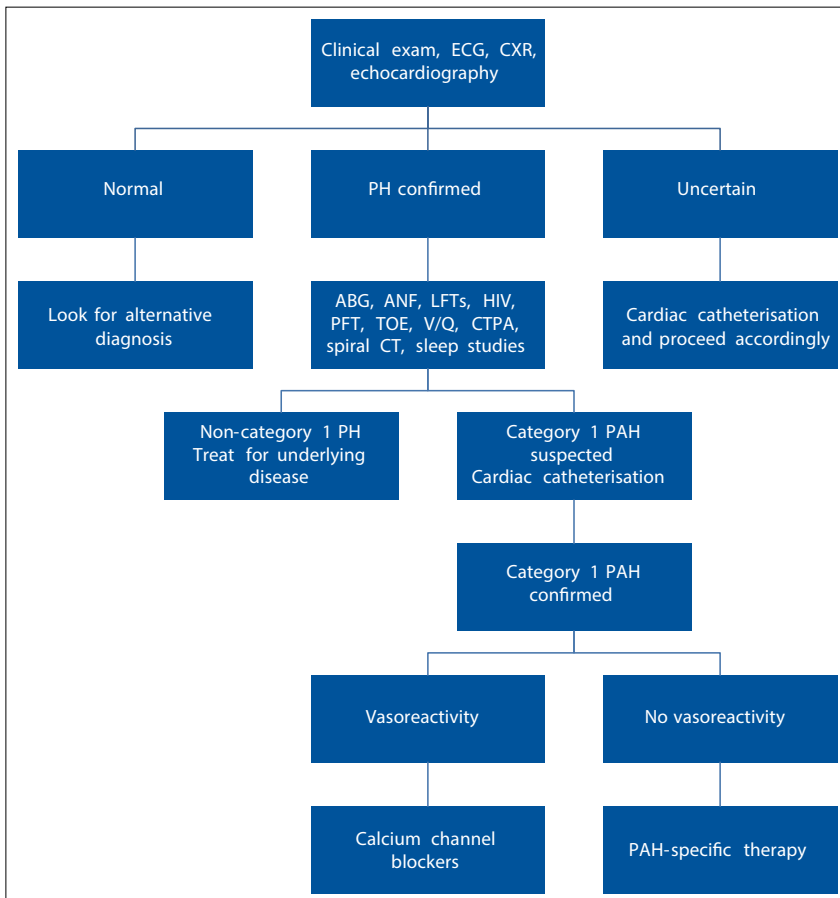 Clinical exam, ECG, CXR,
echocardiography
Normal
PH confirmed
Uncertain
Look for alternative
diagnosis
ABG, ANF, LFTs, HIV,
PFT, TOE, V/Q, CTPA,
spiral CT, sleep studies
Cardiac catheterisation
and proceed accordingly
Non-category 1 PH
Treat for underlying
disease
Category 1 PAH
suspected
Cardiac catheterisation
Category 1 PAH
confirmed
Vasoreactivity
No vasoreactivity
Calcium channel
blockers
PAH-specific therapy